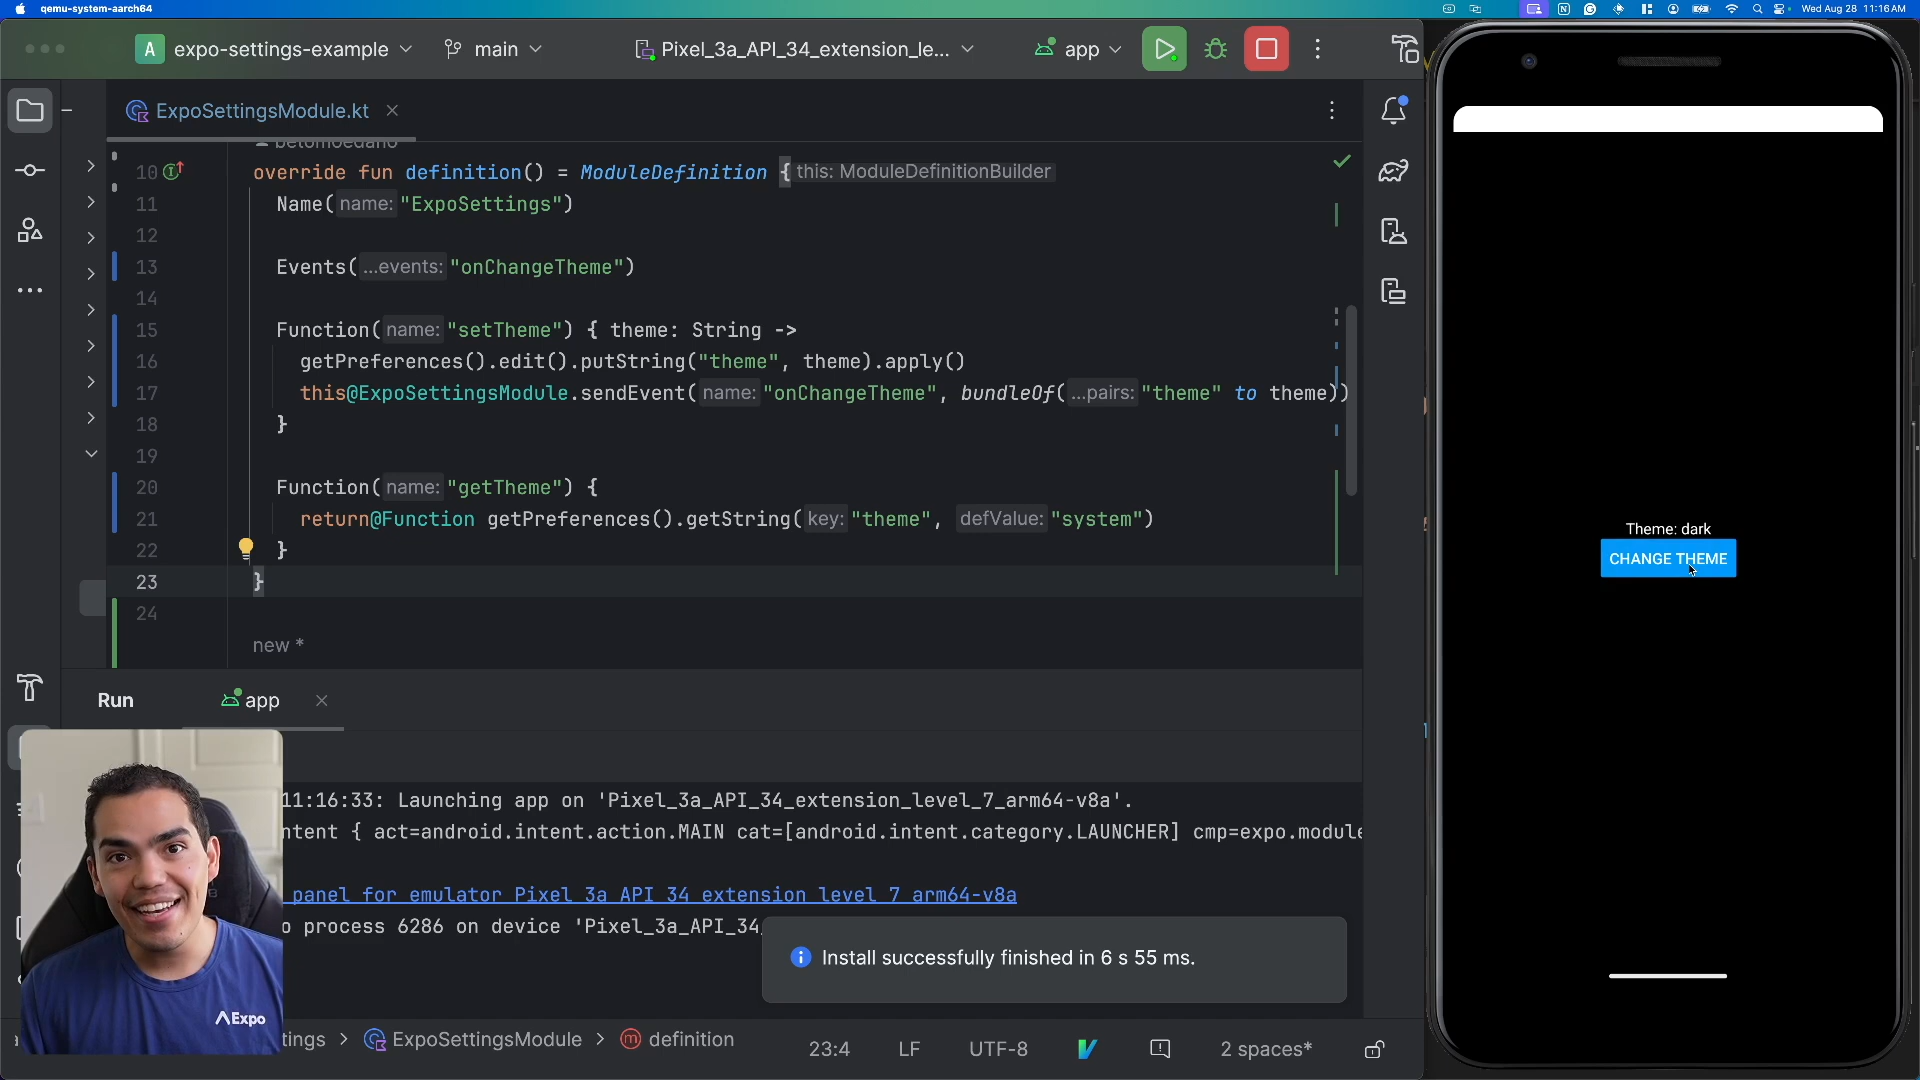 qemu-system-aarch64
Wed Aug 28 11:16 AM
A expo-settings-example
main
Pixel_3a_API_34_extension_le...
app
ExpoSettingsModule.kt
betomoedano
10 override fun definition() = ModuleDefinition { this: ModuleDefinitionBuilder
11 Name( name: "ExpoSettings")
12
13 Events( ...events: "onChangeTheme")
14
15 Function( name: "setTheme") { theme: String ->
16 getPreferences().edit().putString("theme", theme).apply()
17 this@ExpoSettingsModule.sendEvent( name: "onChangeTheme", bundleOf( ...pairs: "theme" to theme))
18 }
19
20 Function( name: "getTheme") {
21 return@Function getPreferences().getString( key: "theme", defValue: "system")
22 }
23 }
24
new *
Run
app
11:16:33: Launching app on 'Pixel_3a_API_34_extension_level_7_arm64-v8a'.
ntent { act=android.intent.action.MAIN cat=[android.intent.category.LAUNCHER] cmp=expo.module
panel for emulator Pixel 3a API 34 extension level 7 arm64-v8a
o process 6286 on device 'Pixel_3a_API_34
Install successfully finished in 6 s 55 ms.
Expo
tings > ExpoSettingsModule > definition
23:4
LF
UTF-8
2 spaces*
Theme: dark
CHANGE THEME